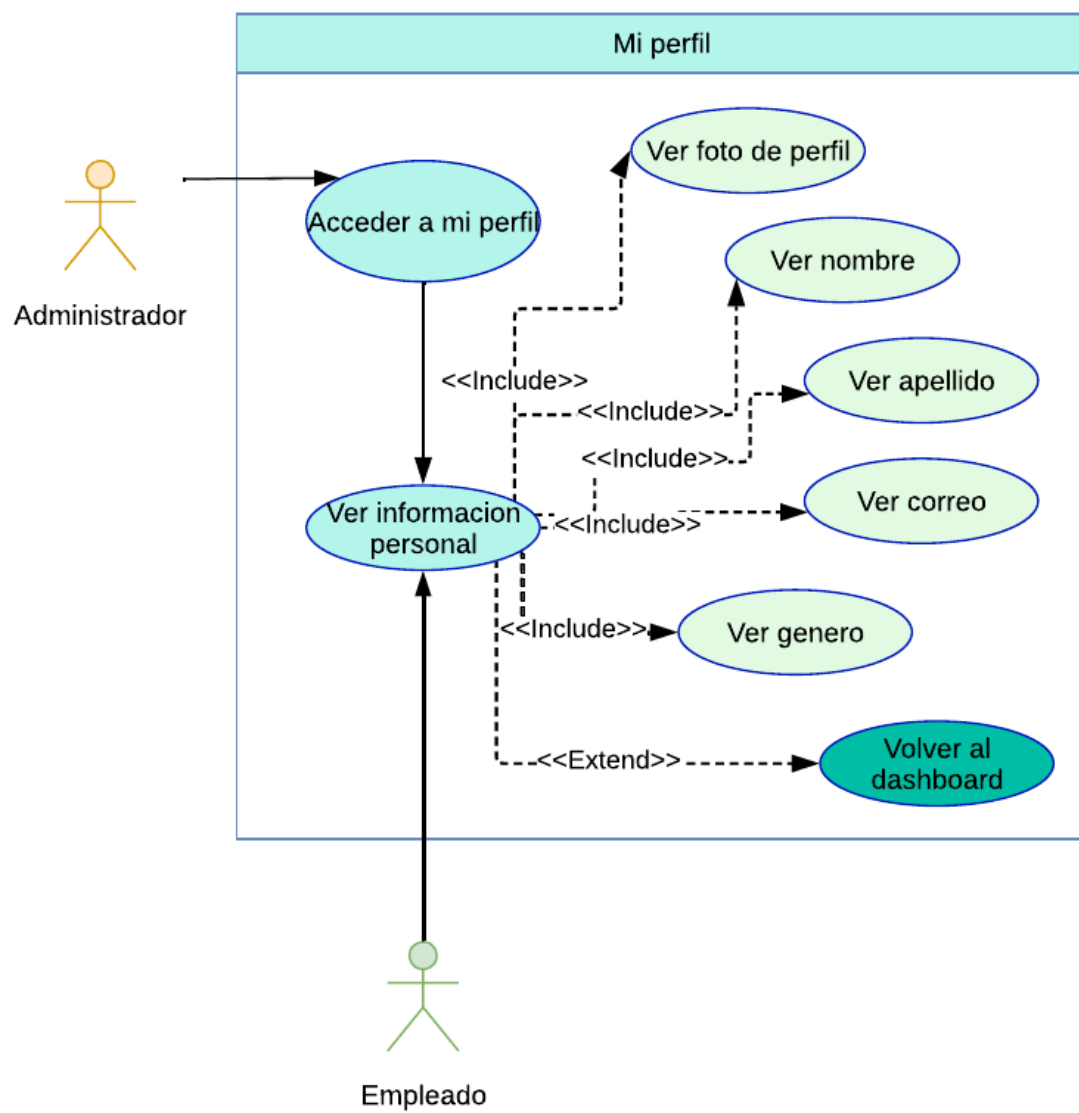 Mi perfil
Ver foto de perfil
Acceder a mi perfil
Ver nombre
Administrador
Ver apellido
<<Include>>
<<Include>>
<<Include>>
Ver correo
Ver informacion
personal
<<Include>>
<<Include>>
Ver genero
Volver al
dashboard
<<Extend>>
Empleado